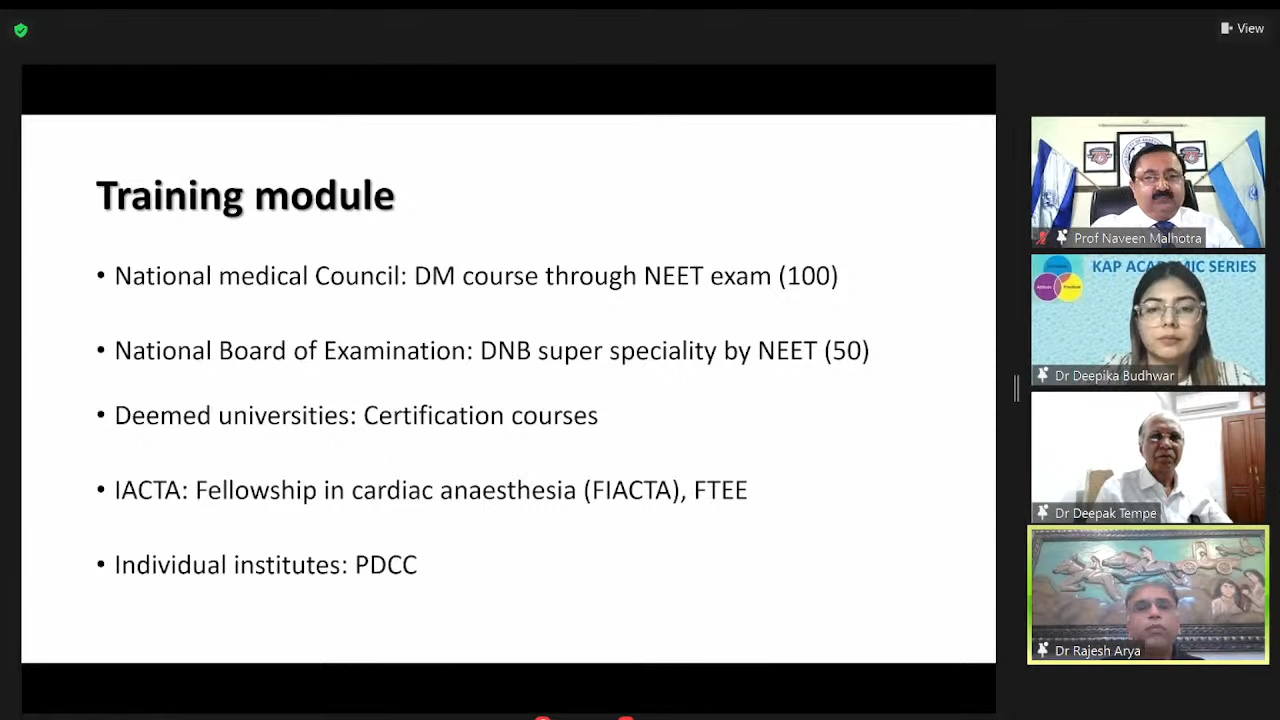 View
Training module
• National medical Council: DM course through NEET exam (100)
• National Board of Examination: DNB super speciality by NEET (50)
• Deemed universities: Certification courses
• IACTA: Fellowship in cardiac anaesthesia (FIACTA), FTEE
• Individual institutes: PDCC
Prof Naveen Malhotra
KAP ACADEMIC SERIES
Dr Deepika Budhwar
Dr Deepak Tempe
Dr Rajesh Arya